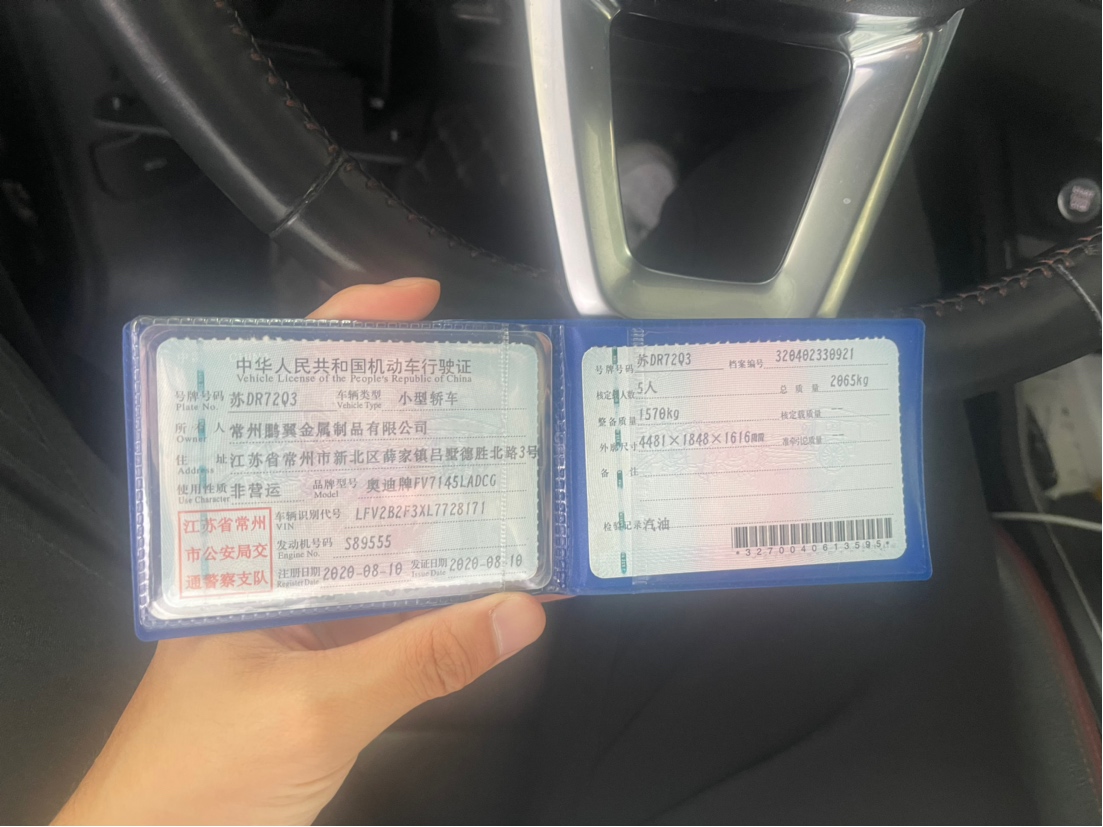 中华人民共和国机动车行驶证
Vehicle License of the People's Republic of China
号牌号码 苏DR72Q3 车辆类型 小型轿车
Plate No. Vehicle Type
所有人 常州鹏翼金属制品有限公司
Owner
住址 江苏省常州市新北区薛家镇吕墅德胜北路3号
Address
使用性质 非营运 品牌型号 奥迪牌FV7145LADCG
Use Character Model
江苏省常州
市公安局交
通警察支队
车辆识别代号 LFV2B2F3XL7728171
VIN
发动机号码 S89555
Engine No.
注册日期 2020-08-10 发证日期 2020-08-10
Register Date Issue Date
号牌号码 苏DR72Q3 档案编号 320402330921
核定载人数 5人 总质量 2065kg
整备质量 1570kg 核定载质量 --
外廓尺寸 4481×1848×1616mm 准牵引总质量 --
备注
检验记录 汽油
*3270040613595*